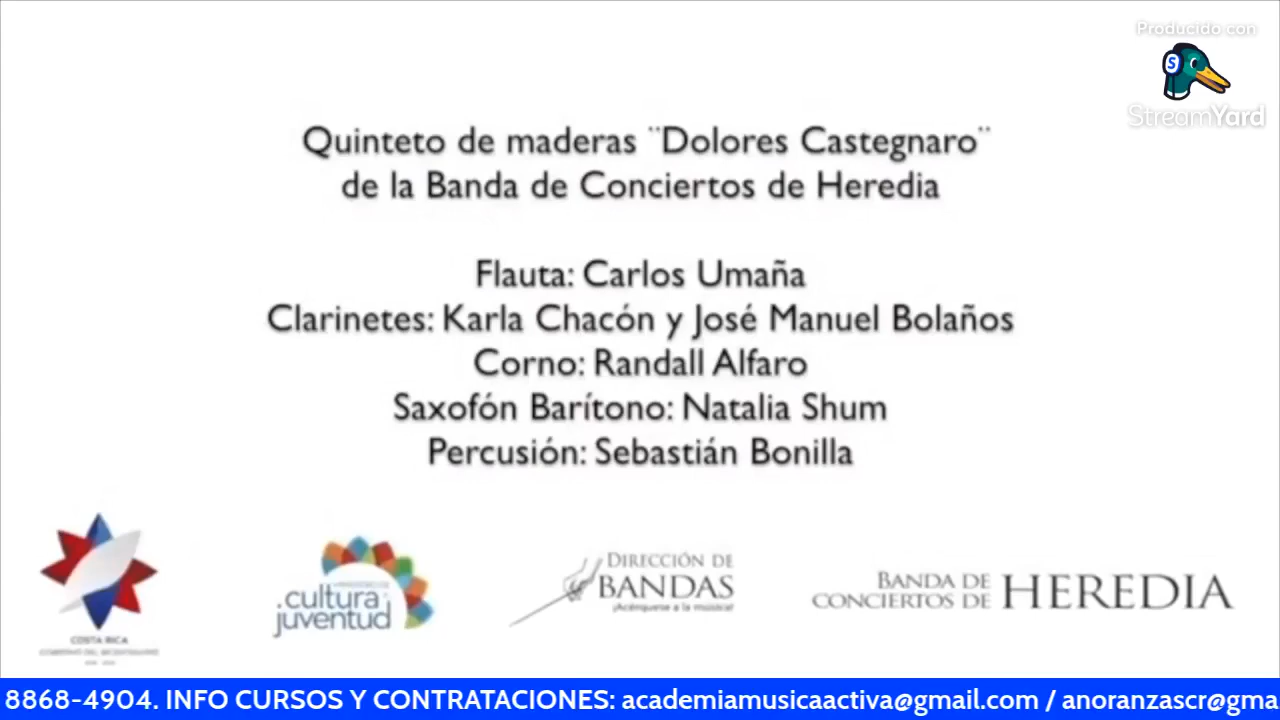 Producido con
StreamYard
Quinteto de maderas ¨Dolores Castegnaro¨
de la Banda de Conciertos de Heredia
Flauta: Carlos Umaña
Clarinetes: Karla Chacón y José Manuel Bolaños
Corno: Randall Alfaro
Saxofón Barítono: Natalia Shum
Percusión: Sebastián Bonilla
COSTA RICA
GOBIERNO DEL BICENTENARIO
cultura
juventud
DIRECCIÓN DE
BANDAS
¡Acérquese a la música!
BANDA DE
CONCIERTOS DE HEREDIA
8868-4904. INFO CURSOS Y CONTRATACIONES: academiamusicaactiva@gmail.com / anoranzascr@gma